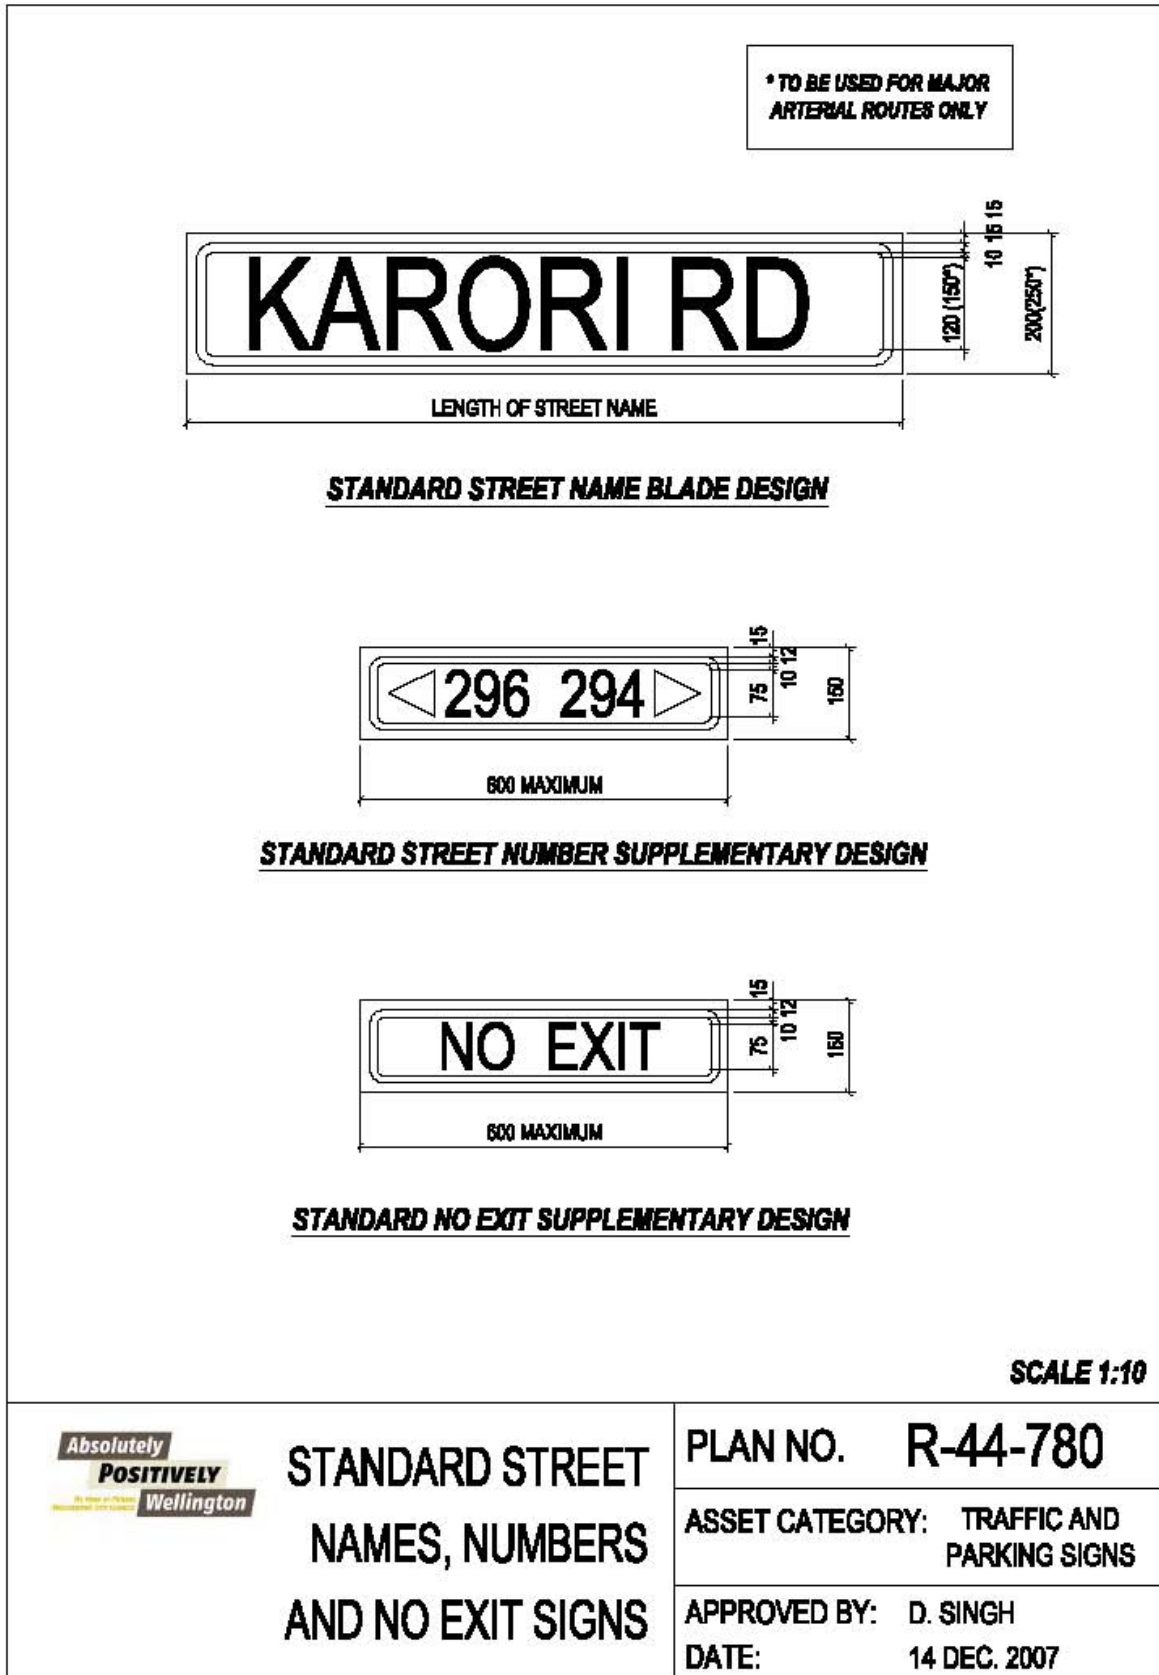 * TO BE USED FOR MAJOR
ARTERIAL ROUTES ONLY
KARORI RD
10 15 15
120 (150*)
200(250*)
LENGTH OF STREET NAME
STANDARD STREET NAME BLADE DESIGN
296 294
15
10 12
75
150
600 MAXIMUM
STANDARD STREET NUMBER SUPPLEMENTARY DESIGN
NO EXIT
15
10 12
75
150
600 MAXIMUM
STANDARD NO EXIT SUPPLEMENTARY DESIGN
SCALE 1:10
Absolutely
POSITIVELY
Wellington
STANDARD STREET
NAMES, NUMBERS
AND NO EXIT SIGNS
PLAN NO. R-44-780
ASSET CATEGORY: TRAFFIC AND
PARKING SIGNS
APPROVED BY: D. SINGH
DATE: 14 DEC. 2007